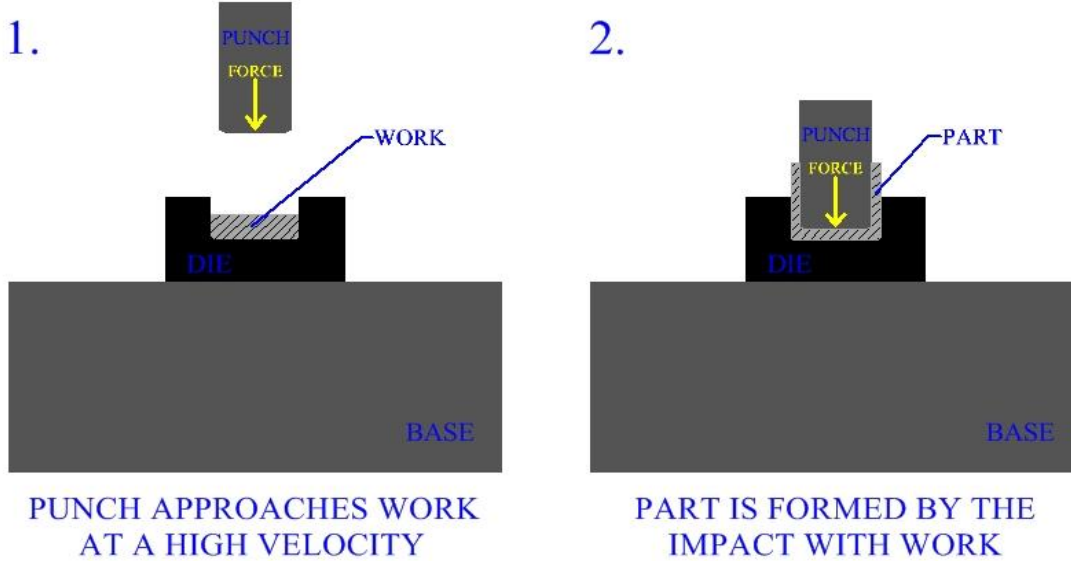 1.
PUNCH
FORCE
WORK
DIE
BASE
PUNCH APPROACHES WORK
AT A HIGH VELOCITY
2.
PUNCH
PART
FORCE
DIE
BASE
PART IS FORMED BY THE
IMPACT WITH WORK